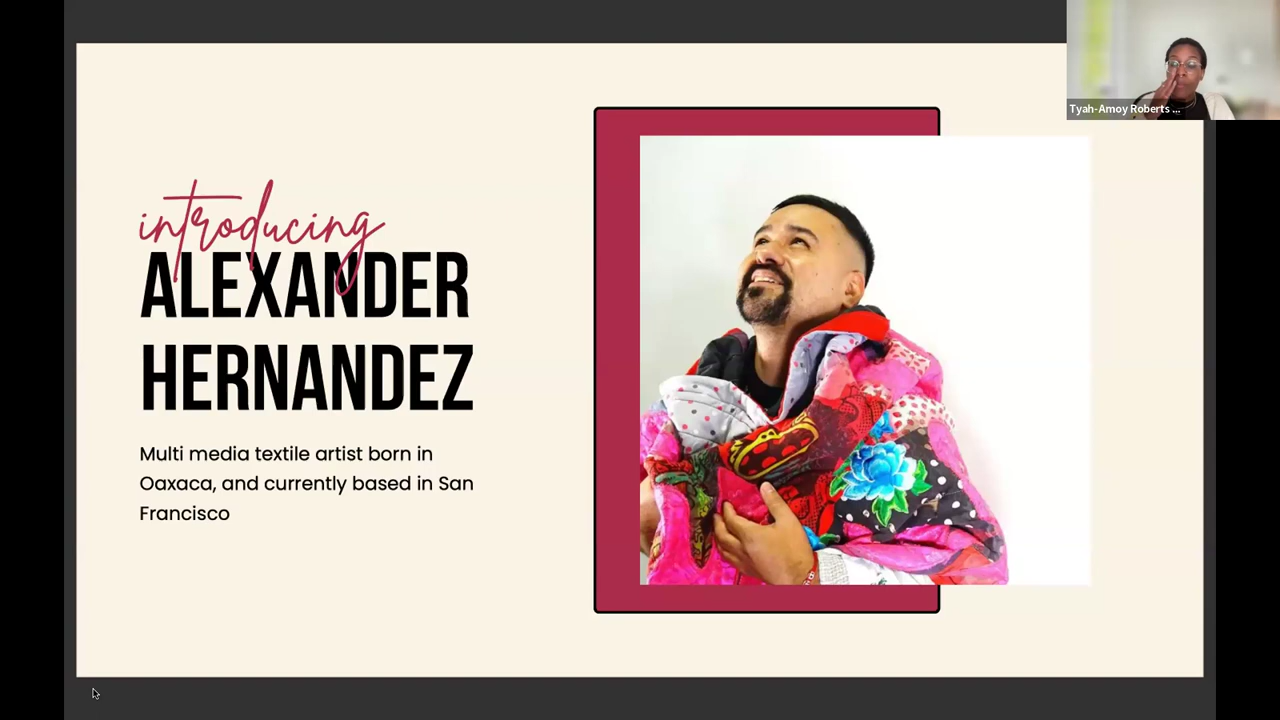 introducing
ALEXANDER
HERNANDEZ
Multi media textile artist born in
Oaxaca, and currently based in San
Francisco
Tyah-Amoy Roberts ...